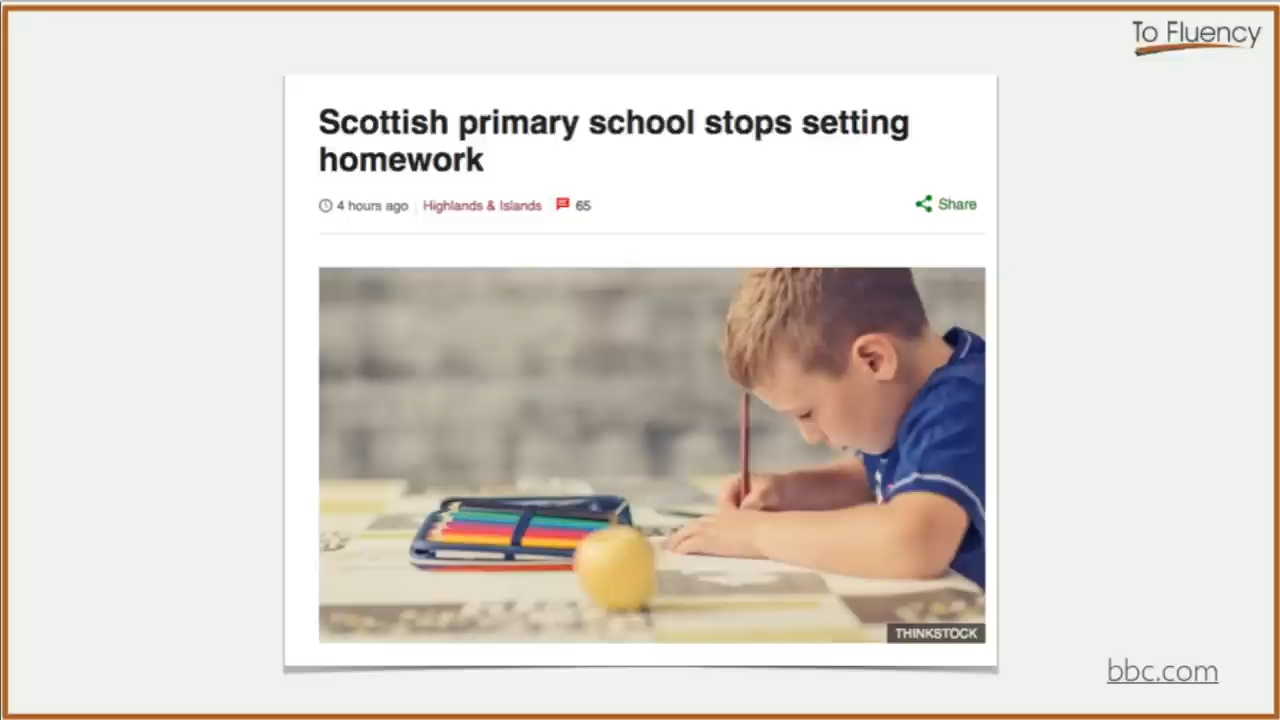 To Fluency
Scottish primary school stops setting
homework
4 hours ago Highlands & Islands 65
Share
THINKSTOCK
bbc.com